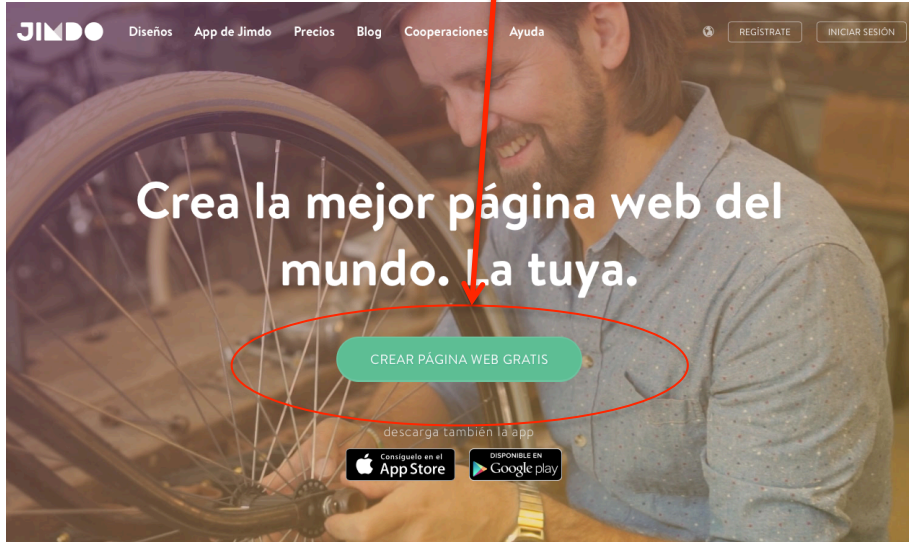 JIMDO
Diseños App de Jimdo Precios Blog Cooperaciones Ayuda
REGÍSTRATE INICIAR SESIÓN
Crea la mejor página web del
mundo. La tuya.
CREAR PÁGINA WEB GRATIS
descarga también la app
Consíguelo en el
App Store
DISPONIBLE EN
Google play